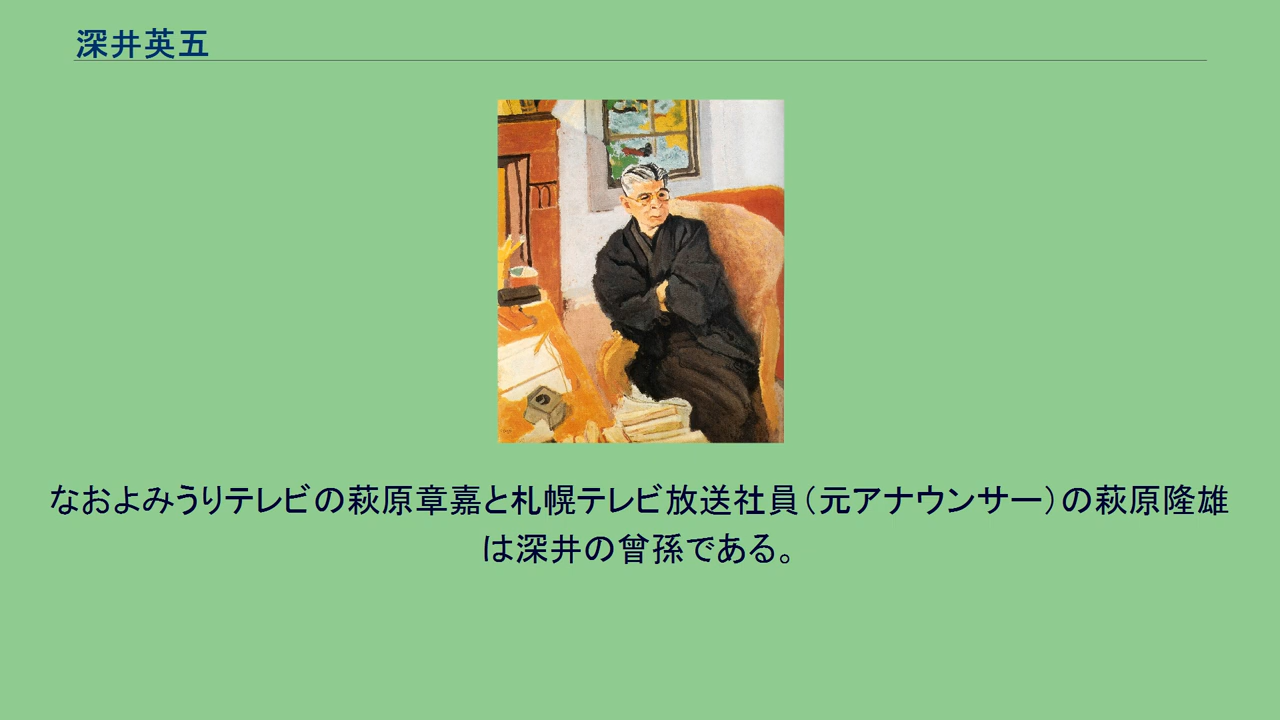 深井英五
なおよみうりテレビの萩原章嘉と札幌テレビ放送社員（元アナウンサー）の萩原隆雄
は深井の曾孫である。